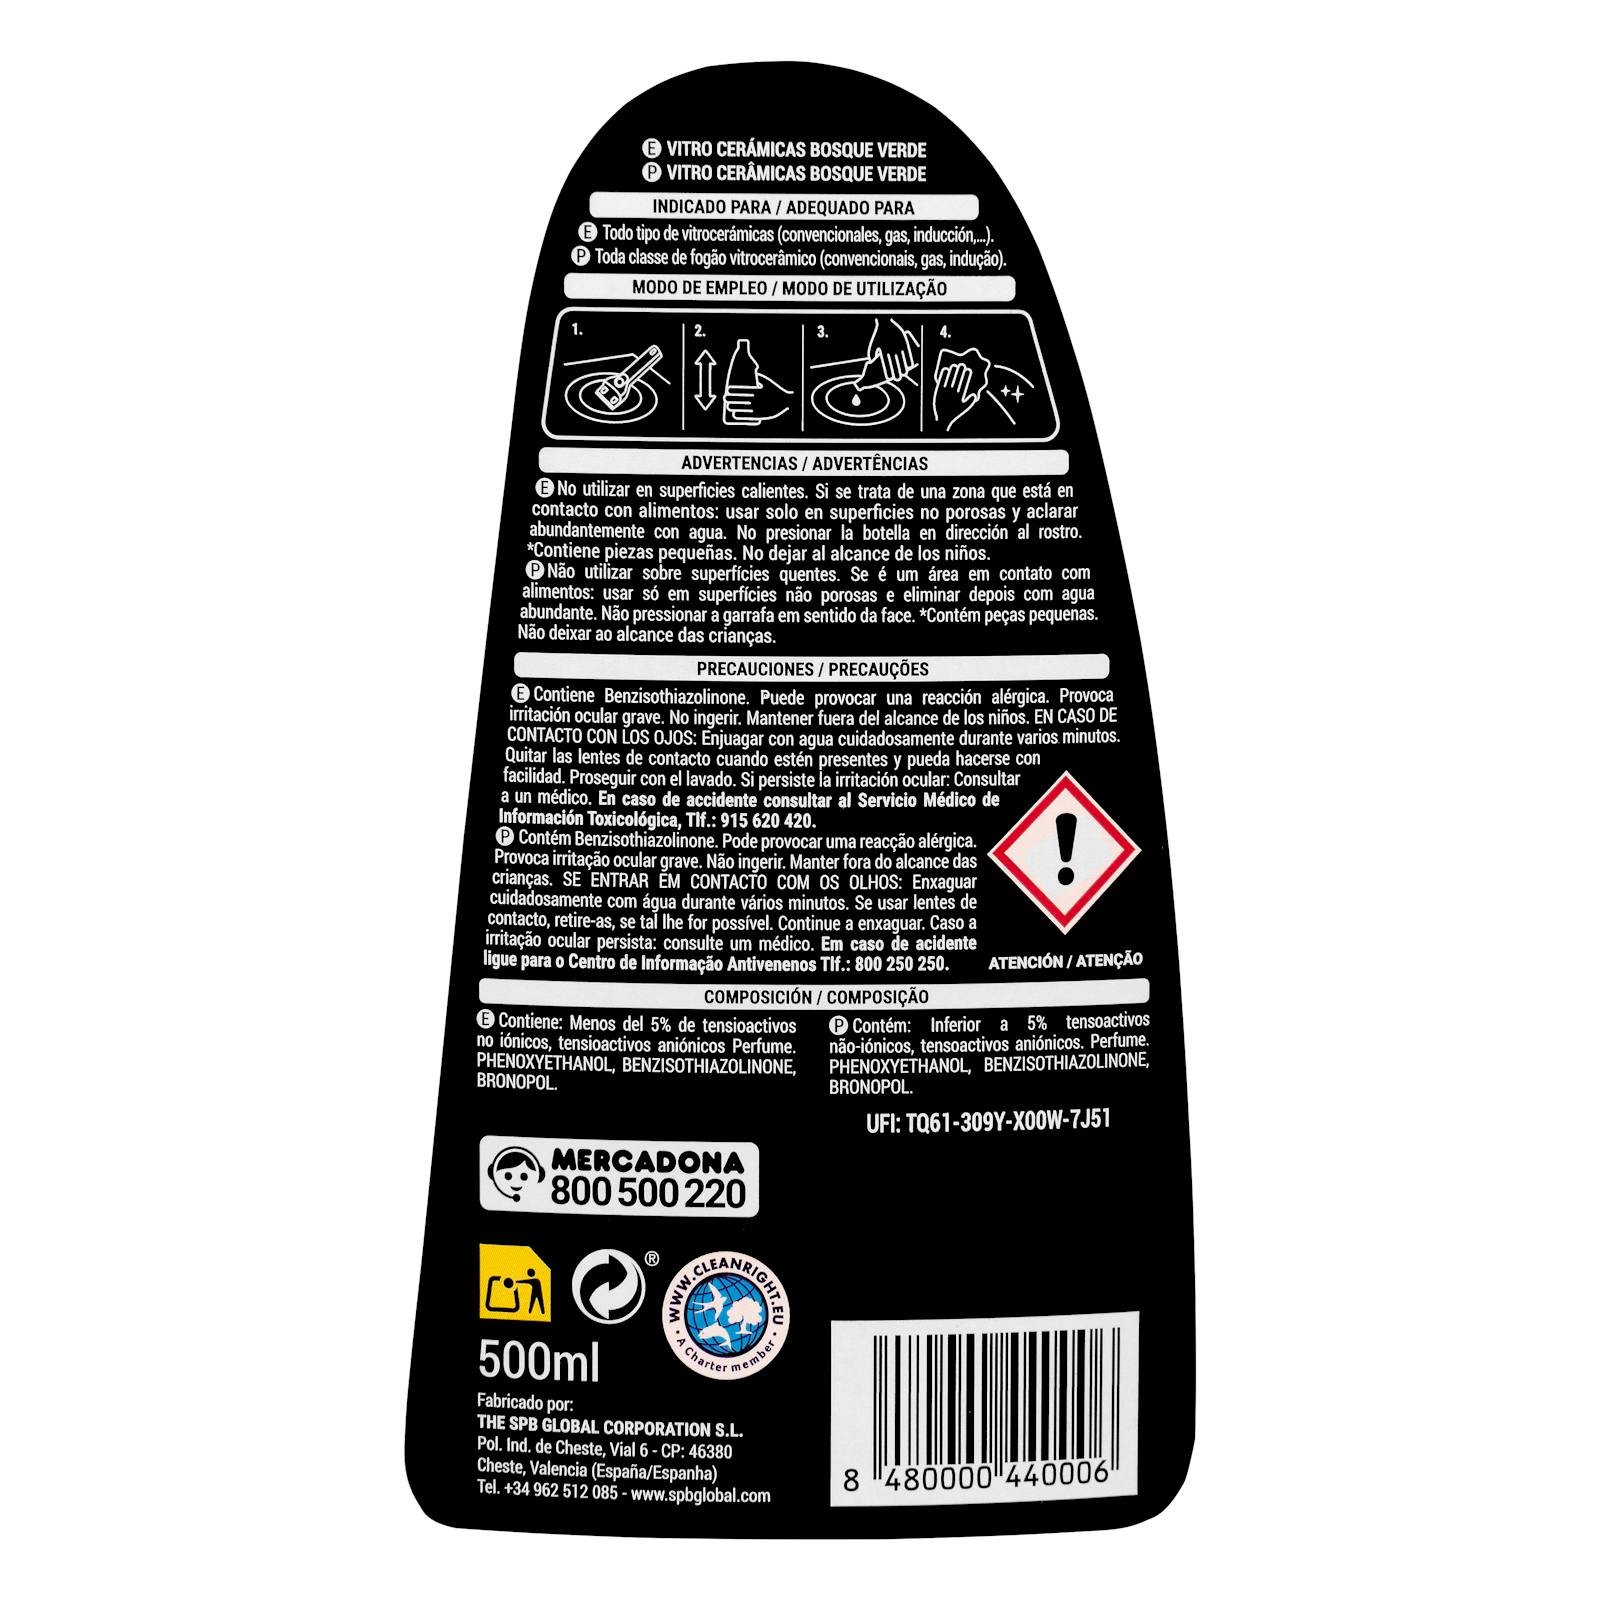 E VITRO CERÁMICAS BOSQUE VERDE
P VITRO CERÂMICAS BOSQUE VERDE
INDICADO PARA / ADEQUADO PARA
E Todo tipo de vitrocerámicas (convencionales, gas, inducción,...).
P Toda classe de fogão vitrocerâmico (convencionais, gas, indução).
MODO DE EMPLEO / MODO DE UTILIZAÇÃO
1. 2. 3. 4.
ADVERTENCIAS / ADVERTÊNCIAS
E No utilizar en superficies calientes. Si se trata de una zona que está en
contacto con alimentos: usar solo en superficies no porosas y aclarar
abundantemente con agua. No presionar la botella en dirección al rostro.
*Contiene piezas pequeñas. No dejar al alcance de los niños.
P Não utilizar sobre superfícies quentes. Se é um área em contato com
alimentos: usar só em superfícies não porosas e eliminar depois com agua
abundante. Não pressionar a garrafa em sentido da face. *Contém peças pequenas.
Não deixar ao alcance das crianças.
PRECAUCIONES / PRECAUÇÕES
E Contiene Benzisothiazolinone. Puede provocar una reacción alérgica. Provoca
irritación ocular grave. No ingerir. Mantener fuera del alcance de los niños. EN CASO DE
CONTACTO CON LOS OJOS: Enjuagar con agua cuidadosamente durante varios minutos.
Quitar las lentes de contacto cuando estén presentes y pueda hacerse con
facilidad. Proseguir con el lavado. Si persiste la irritación ocular: Consultar
a un médico. En caso de accidente consultar al Servicio Médico de
Información Toxicológica, Tlf.: 915 620 420.
P Contém Benzisothiazolinone. Pode provocar uma reacção alérgica.
Provoca irritação ocular grave. Não ingerir. Manter fora do alcance das
crianças. SE ENTRAR EM CONTACTO COM OS OLHOS: Enxaguar
cuidadosamente com água durante vários minutos. Se usar lentes de
contacto, retire-as, se tal lhe for possível. Continue a enxaguar. Caso a
irritação ocular persista: consulte um médico. Em caso de acidente
ligue para o Centro de Informação Antivenenos Tlf.: 800 250 250.
ATENCIÓN / ATENÇÃO
COMPOSICIÓN / COMPOSIÇÃO
E Contiene: Menos del 5% de tensioactivos
no iónicos, tensioactivos aniónicos Perfume.
PHENOXYETHANOL, BENZISOTHIAZOLINONE,
BRONOPOL.
P Contém: Inferior a 5% tensoactivos
não-iónicos, tensoactivos aniónicos. Perfume.
PHENOXYETHANOL, BENZISOTHIAZOLINONE,
BRONOPOL.
UFI: TQ61-309Y-X00W-7J51
MERCADONA
800 500 220
®
WWW.CLEANRIGHT.EU
• A Charter member •
500ml
Fabricado por:
THE SPB GLOBAL CORPORATION S.L.
Pol. Ind. de Cheste, Vial 6 - CP: 46380
Cheste, Valencia (España/Espanha)
Tel. +34 962 512 085 - www.spbglobal.com
8 480000 440006